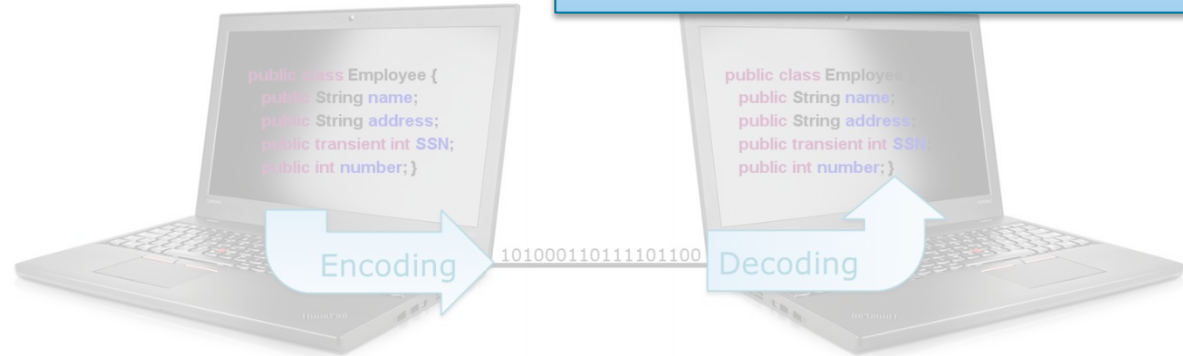 public class Employee {
public String name;
public String address;
public transient int SSN;
public int number; }
public class Employee {
public String name;
public String address;
public transient int SSN;
public int number; }
Encoding
101000110111101100
Decoding